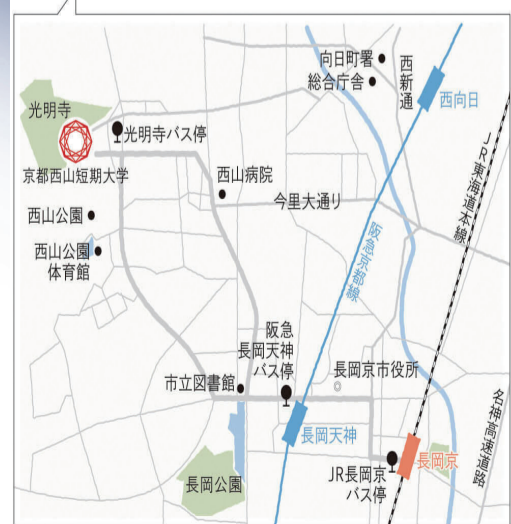 向日町署
総合庁舎
西新通
西向日
光明寺
光明寺バス停
京都西山短期大学
西山病院
今里大通り
JR東海道本線
西山公園
西山公園
体育館
阪急京都線
阪急
長岡天神
バス停
長岡京市役所
市立図書館
名神高速道路
長岡天神
長岡京
長岡公園
JR長岡京
バス停